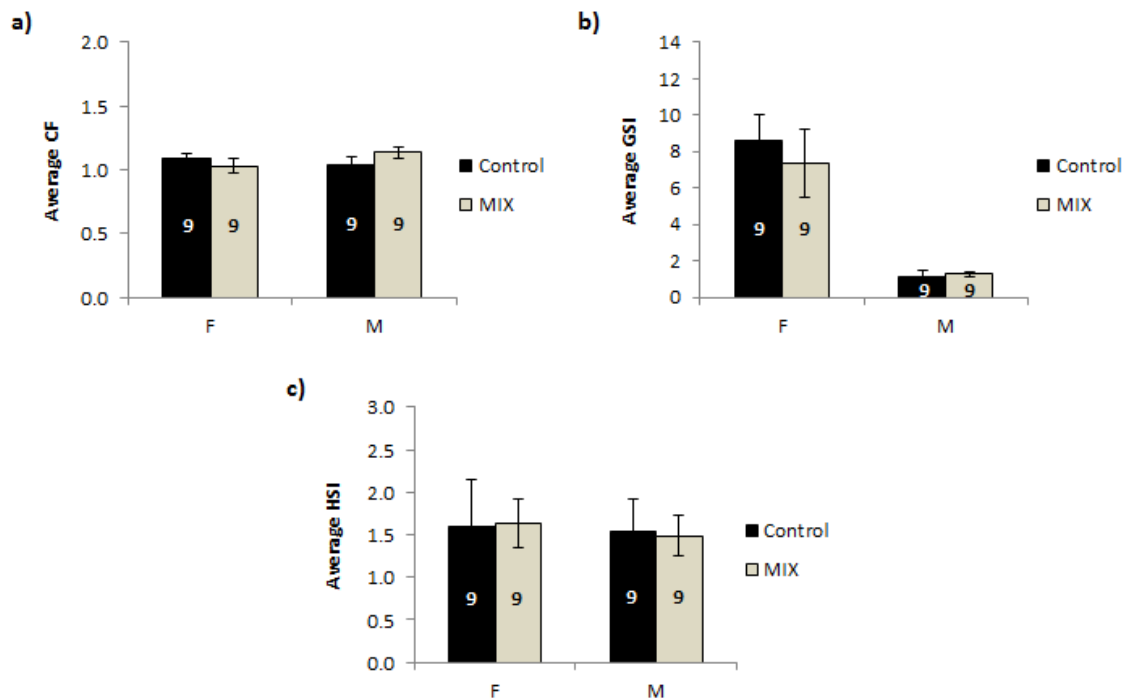 a)
2.0
1.5
1.0
0.5
0.0
Average CF
9 9 9 9
F M
Control
MIX
b)
14
12
10
8
6
4
2
0
Average GSI
9 9 9 9
F M
Control
MIX
c)
3.0
2.5
2.0
1.5
1.0
0.5
0.0
Average HSI
9 9 9 9
F M
Control
MIX